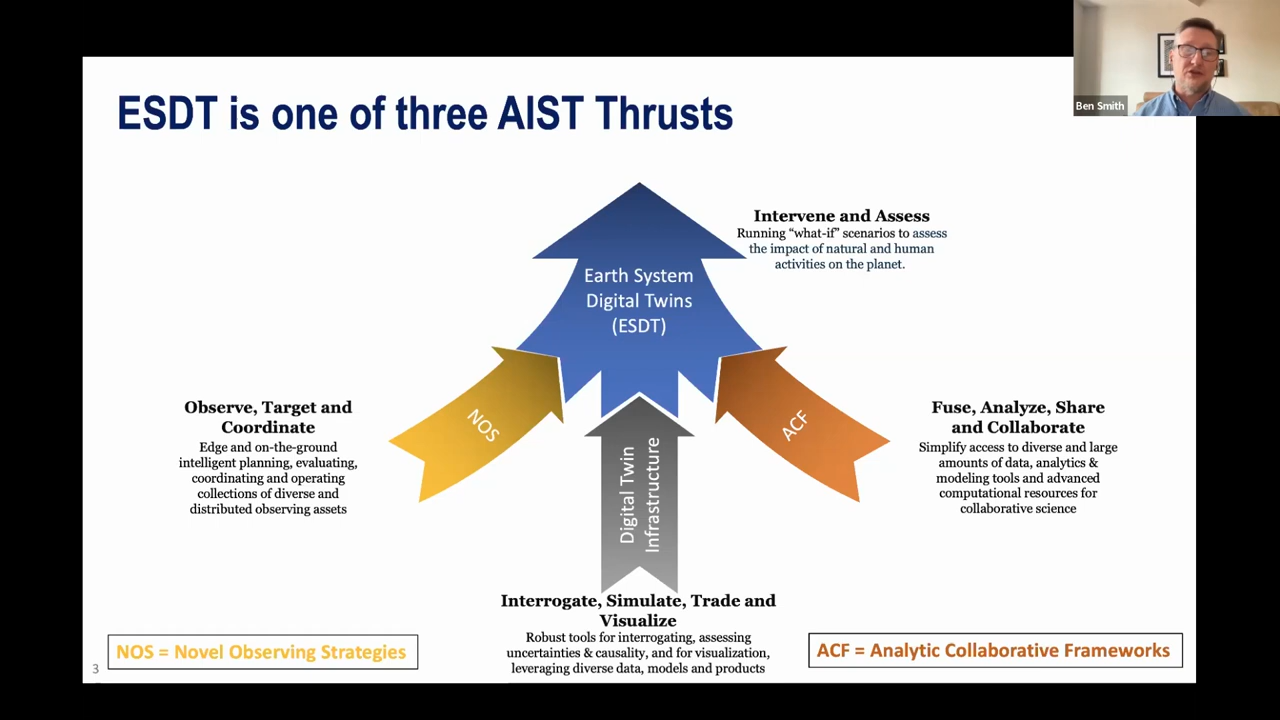 Ben Smith
ESDT is one of three AIST Thrusts
Intervene and Assess
Running “what-if” scenarios to assess
the impact of natural and human
activities on the planet.
Earth System
Digital Twins
(ESDT)
NOS
ACF
Digital Twin
Infrastructure
Observe, Target and
Coordinate
Edge and on-the-ground
intelligent planning, evaluating,
coordinating and operating
collections of diverse and
distributed observing assets
Fuse, Analyze, Share
and Collaborate
Simplify access to diverse and large
amounts of data, analytics &
modeling tools and advanced
computational resources for
collaborative science
Interrogate, Simulate, Trade and
Visualize
Robust tools for interrogating, assessing
uncertainties & causality, and for visualization,
leveraging diverse data, models and products
NOS = Novel Observing Strategies
ACF = Analytic Collaborative Frameworks
3